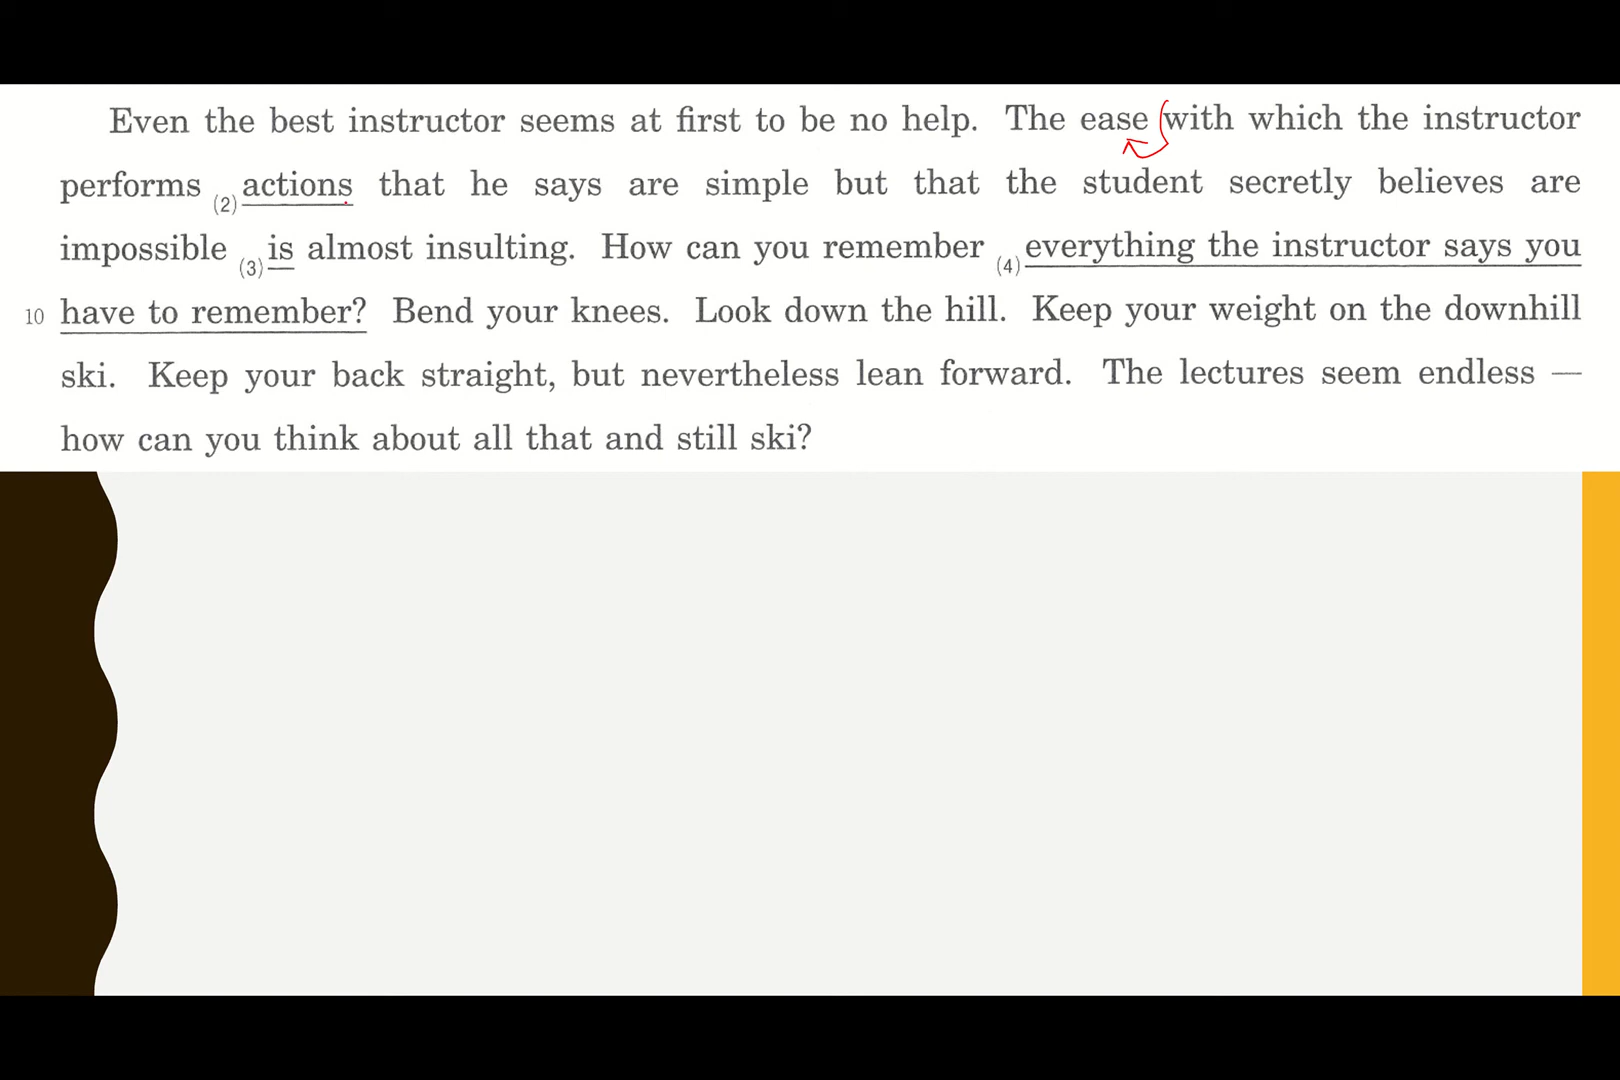 Even the best instructor seems at first to be no help. The ease with which the instructor
performs (2)actions that he says are simple but that the student secretly believes are
impossible (3)is almost insulting. How can you remember (4)everything the instructor says you
10 have to remember? Bend your knees. Look down the hill. Keep your weight on the downhill
ski. Keep your back straight, but nevertheless lean forward. The lectures seem endless —
how can you think about all that and still ski?